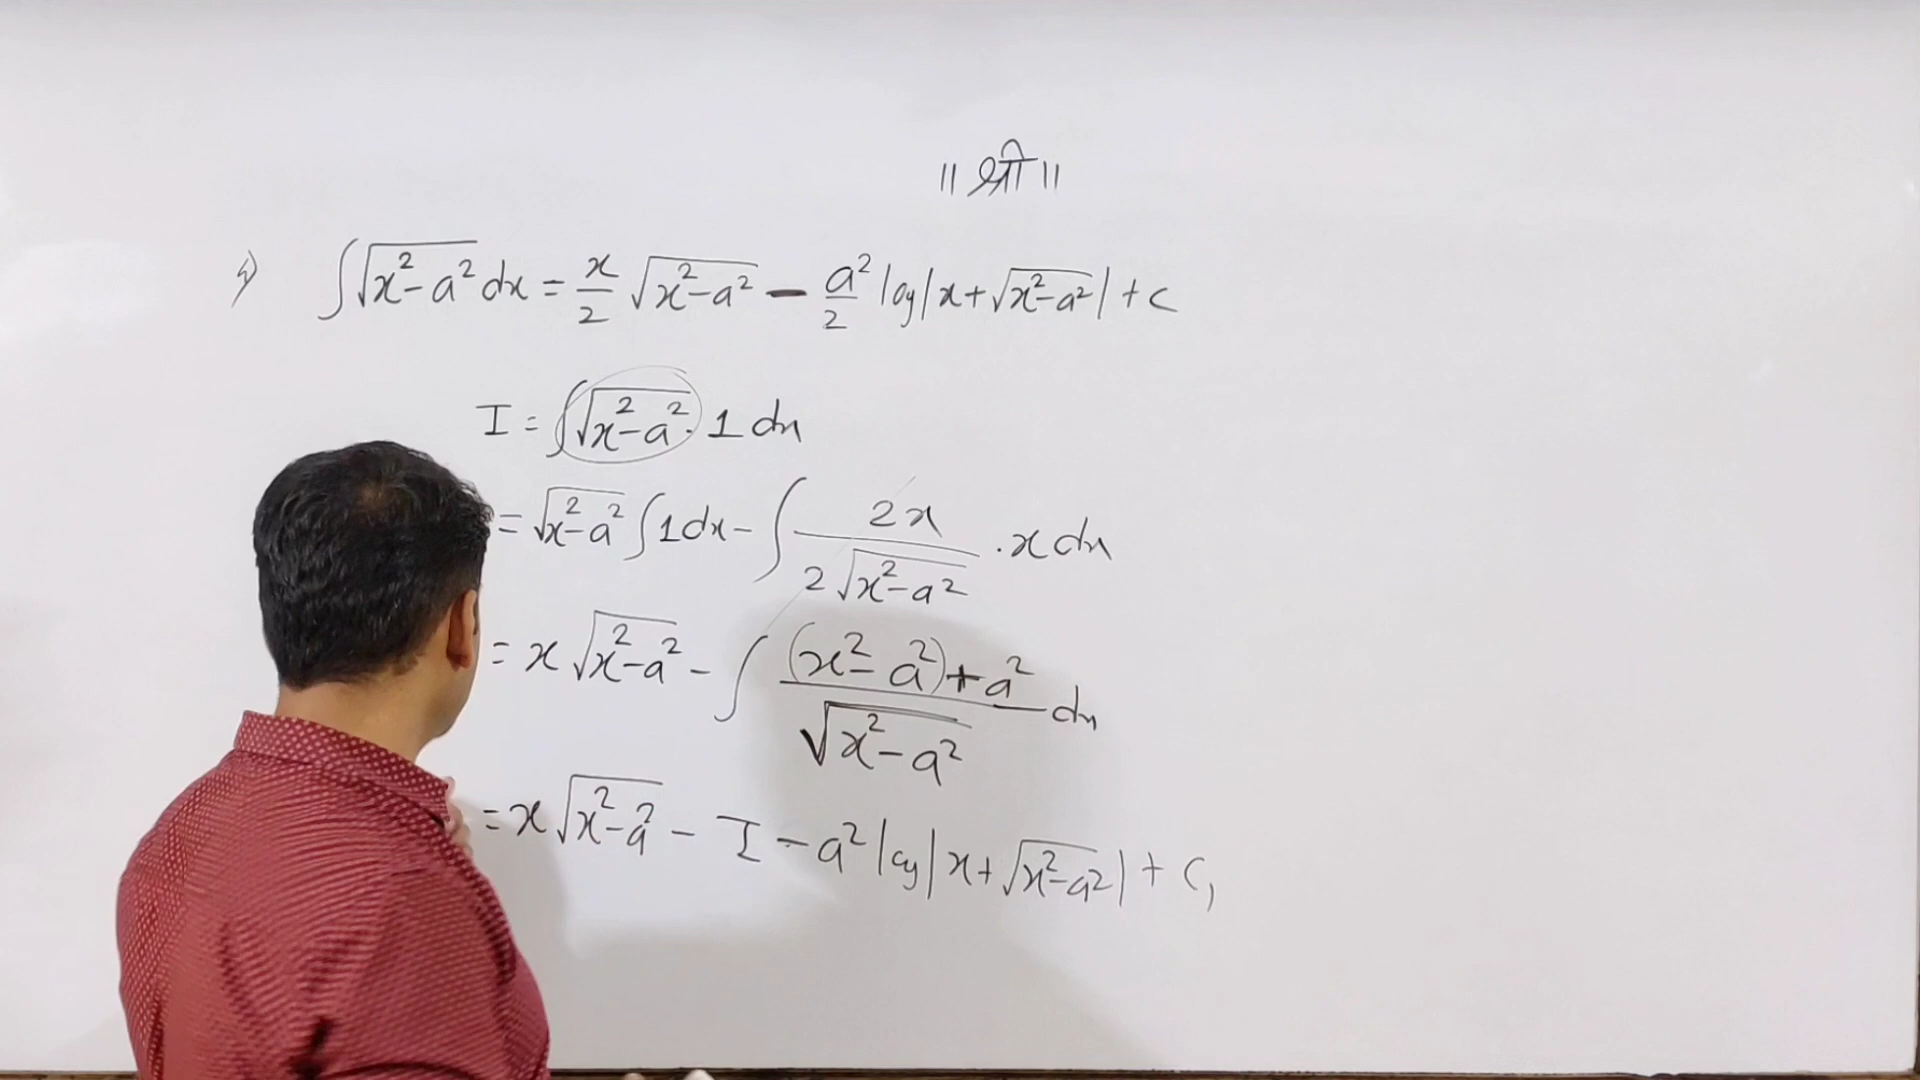 ॥ श्री ॥
1) ∫√(x²-a²) dx = x/2 √(x²-a²) - a²/2 log|x+√(x²-a²)| + c
I = ∫√(x²-a²) · 1 dx
= √(x²-a²) ∫1dx - ∫ 2x / 2√(x²-a²) · x dx
= x √(x²-a²) - ∫ (x²-a²)+a² / √(x²-a²) dx
= x √(x²-a²) - I - a² log|x+√(x²-a²)| + c₁